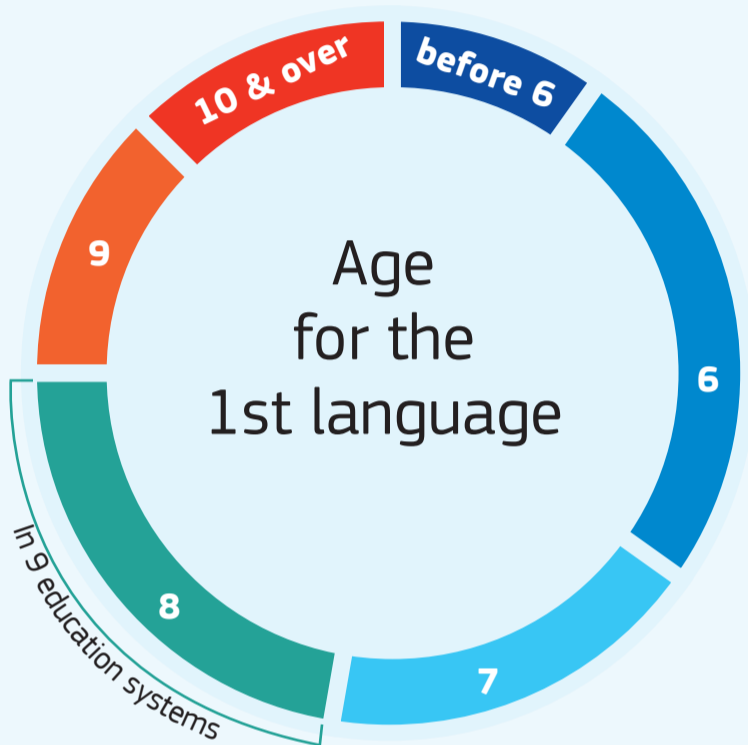 Age
for the
1st language
before 6
6
7
8
In 9 education systems
9
10 & over